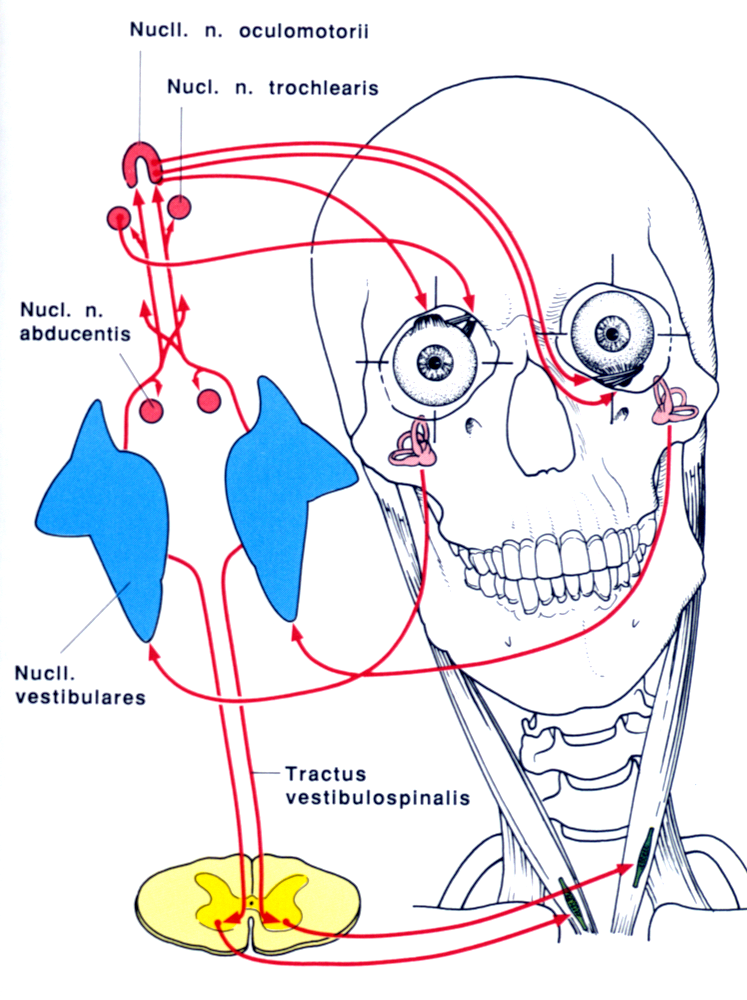 Nucll. n. oculomotorii
Nucl. n. trochlearis
Nucl. n.
abducentis
Nucll.
vestibulares
Tractus
vestibulospinalis